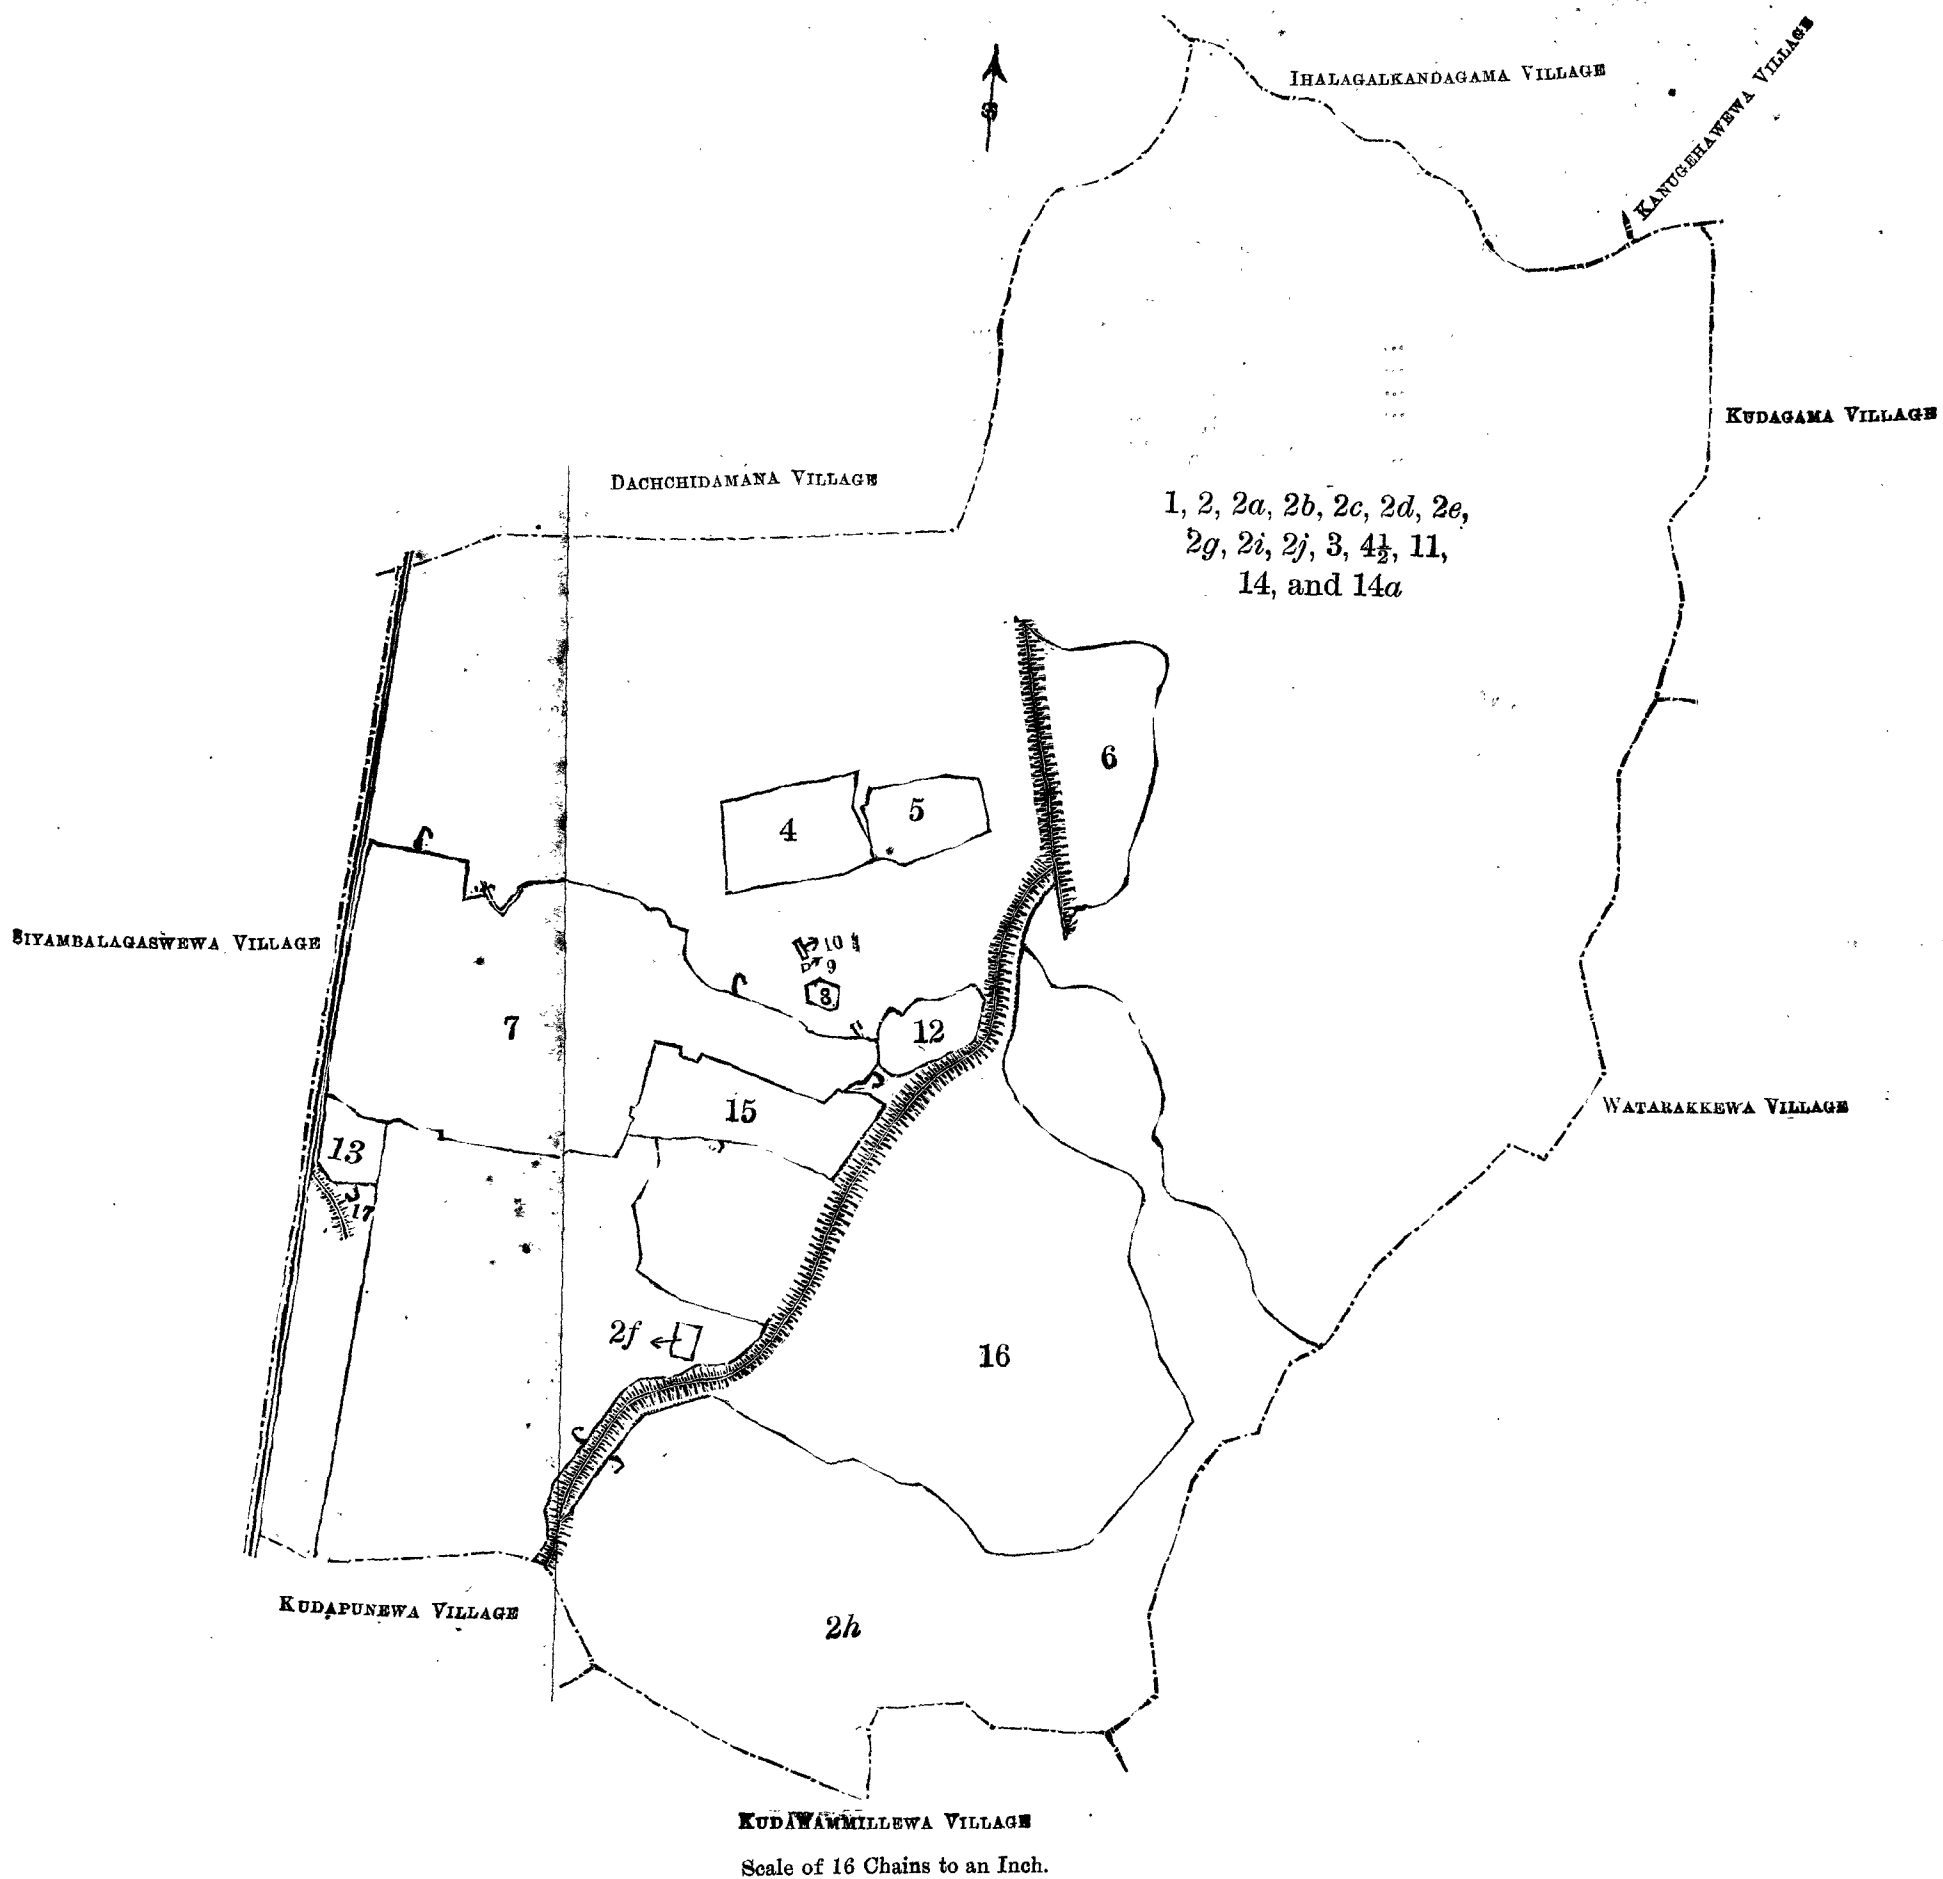 IHALAGALKANDAGAMA VILLAGE
KANUGEHAWEWA VILLAGE
KUDAGAMA VILLAGE
DACHCHIDAMANA VILLAGE
1, 2, 2a, 2b, 2c, 2d, 2e,
2g, 2i, 2j, 3, 4½, 11,
14, and 14a
6
5
4
SIYAMBALAGASWEWA VILLAGE
10
9
8
7
12
15
WATARAKKEWA VILLAGE
13
17
2f
16
KUDAPUNEWA VILLAGE
2h
KUDAWAMMILLEWA VILLAGE
Scale of 16 Chains to an Inch.